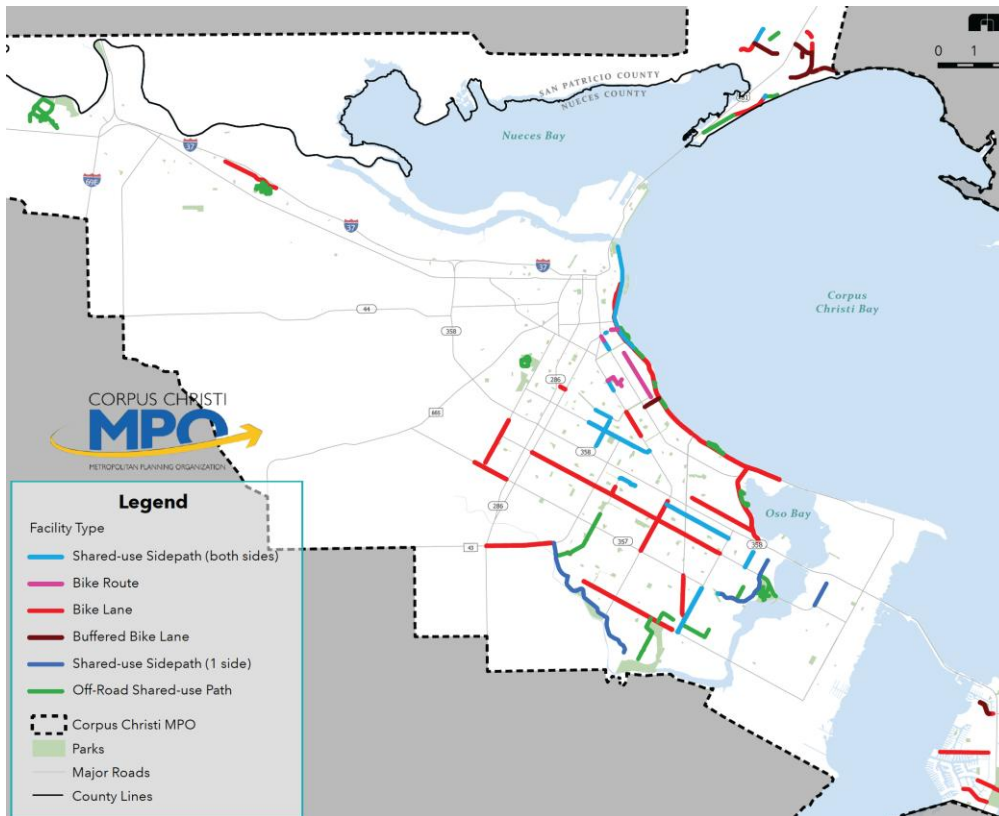 0 1
SAN PATRICIO COUNTY
NUECES COUNTY
Nueces Bay
37
69E
37
37
Corpus
Christi Bay
44
358
286
665
358
286
Oso Bay
357
358
43
CORPUS CHRISTI
MPO
METROPOLITAN PLANNING ORGANIZATION
Legend
Facility Type
Shared-use Sidepath (both sides)
Bike Route
Bike Lane
Buffered Bike Lane
Shared-use Sidepath (1 side)
Off-Road Shared-use Path
Corpus Christi MPO
Parks
Major Roads
County Lines